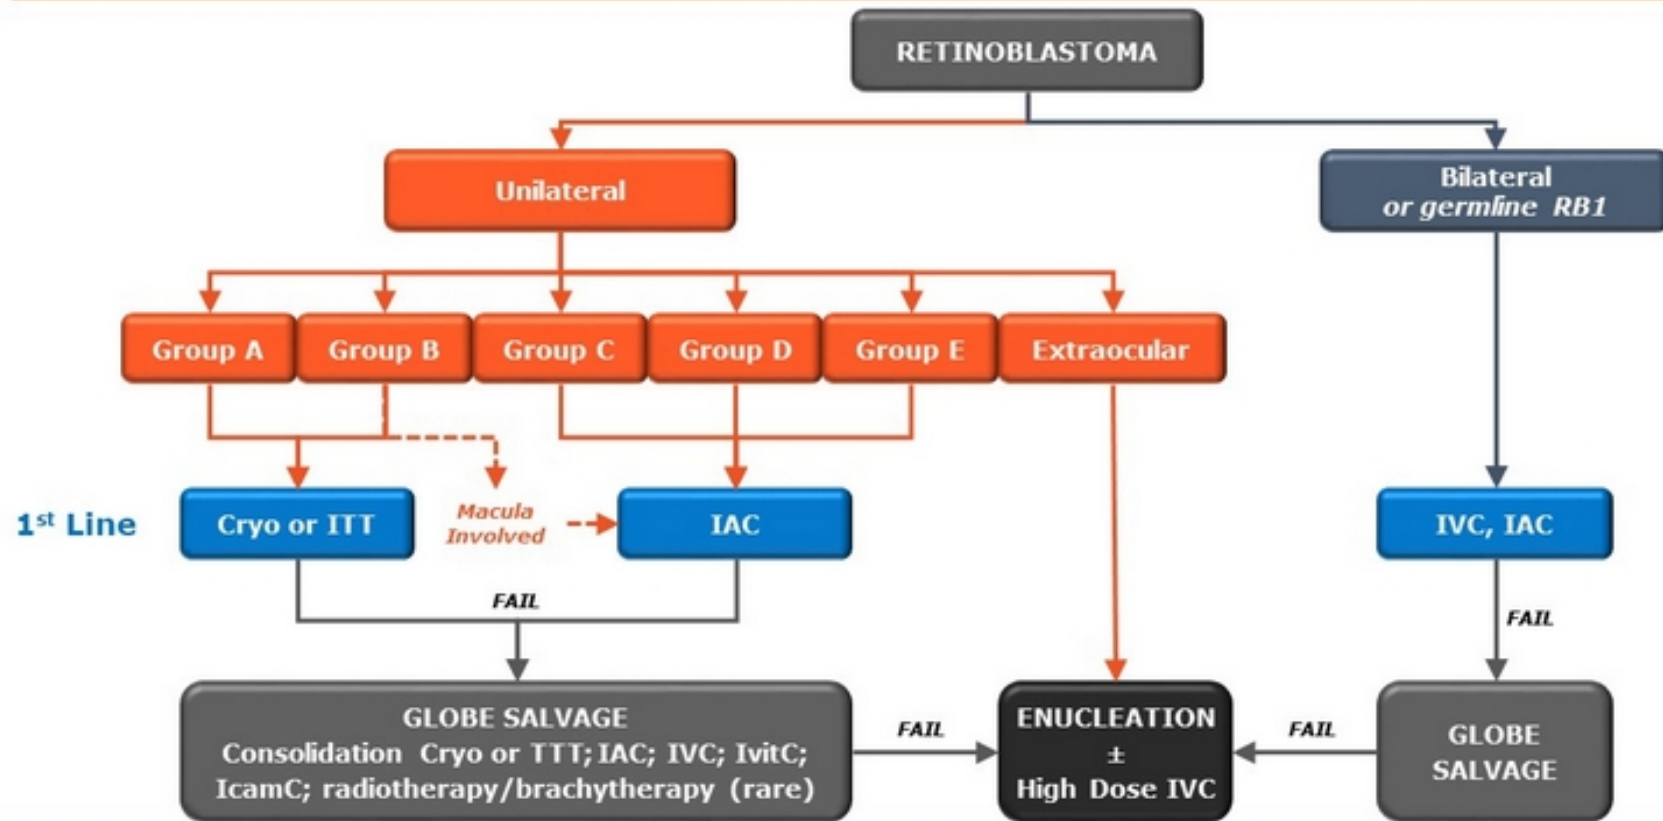 RETINOBLASTOMA
Unilateral
Bilateral
or germline RB1
Group A
Group B
Group C
Group D
Group E
Extraocular
1st Line
Cryo or ITT
Macula
Involved
IAC
IVC, IAC
FAIL
FAIL
GLOBE SALVAGE
Consolidation Cryo or TTT; IAC; IVC; IvitC;
IcamC; radiotherapy/brachytherapy (rare)
FAIL
ENUCLEATION
±
High Dose IVC
FAIL
GLOBE
SALVAGE